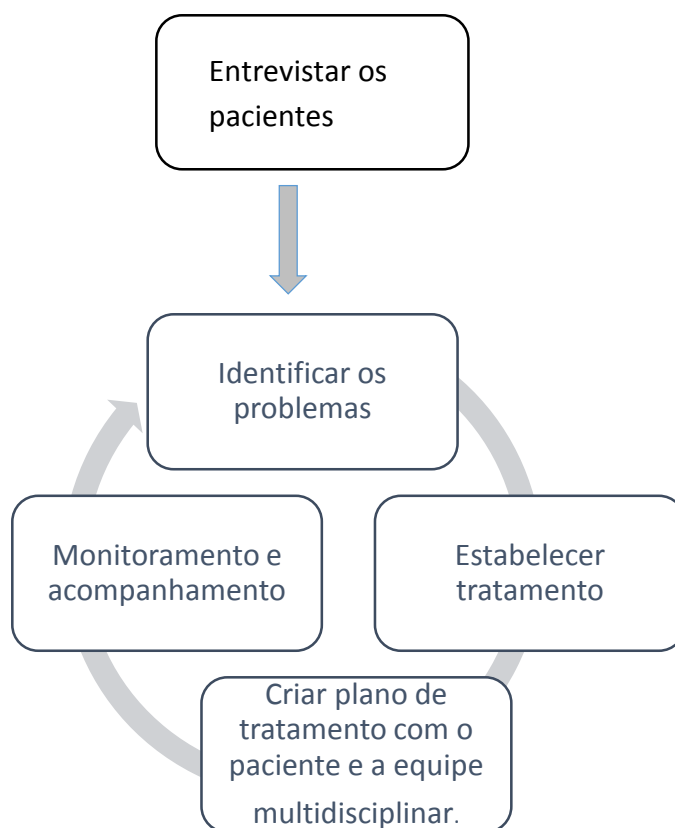 Entrevistar os
pacientes
Identificar os
problemas
Monitoramento e
acompanhamento
Estabelecer
tratamento
Criar plano de
tratamento com o
paciente e a equipe
multidisciplinar.